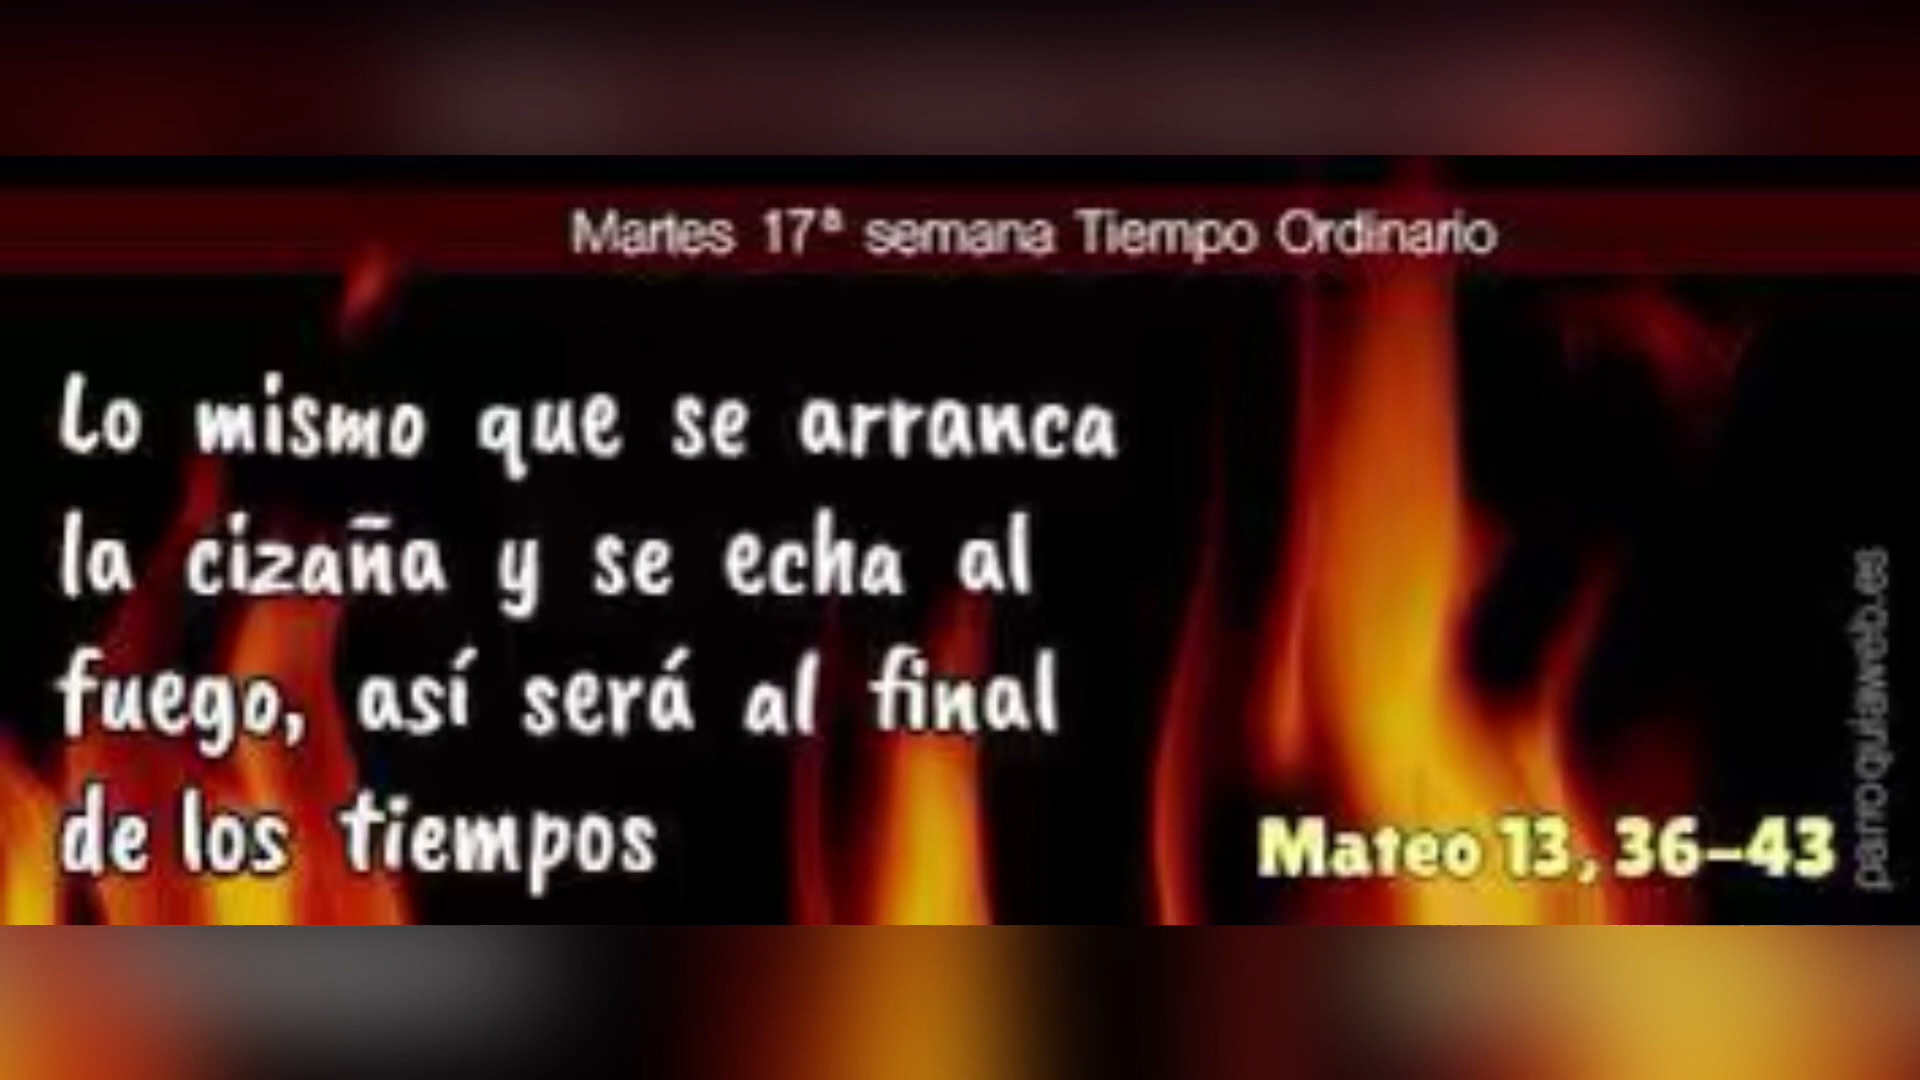 Martes 17ª semana Tiempo Ordinario
Lo mismo que se arranca
la cizaña y se echa al
fuego, así será al final
de los tiempos
Mateo 13, 36-43
parroquiaweb.es